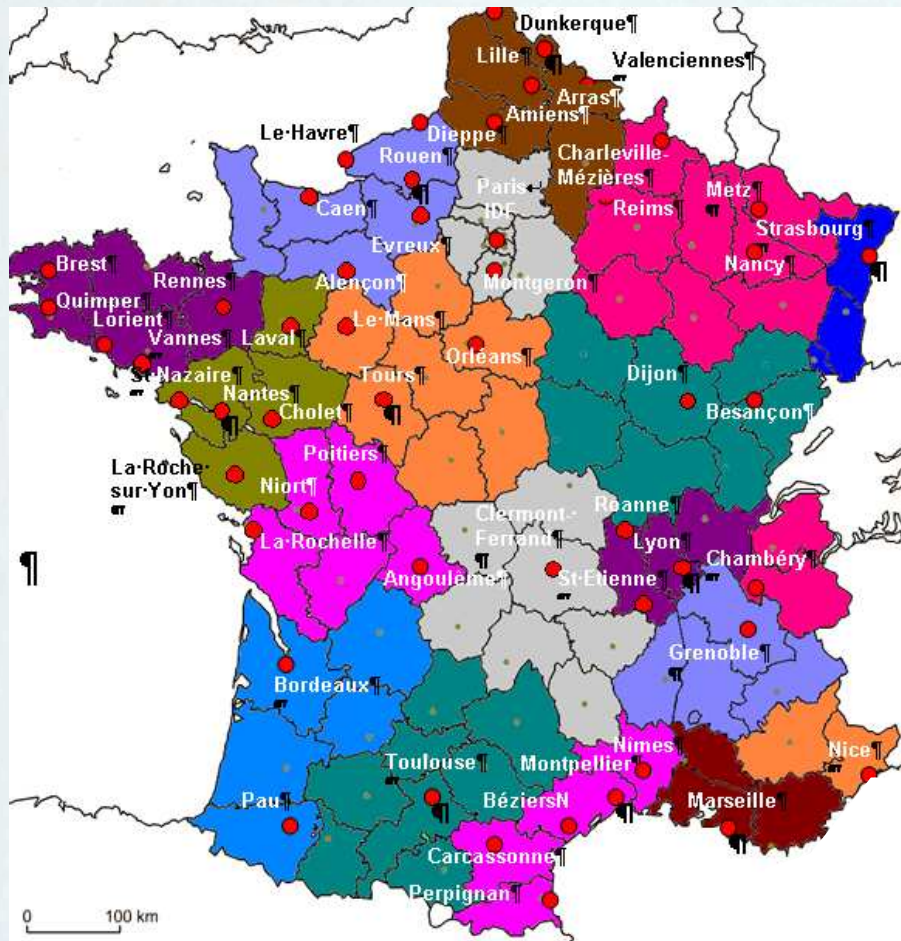 Dunkerque¶
Lille¶
¶
Valenciennes¶
Arras¶
Amiens¶
Le·Havre¶
Dieppe¶
Rouen¶
¶
Charleville-
Mézières¶
Paris↵
IDF
Caen¶
Reims¶
Metz¶
¶
Strasbourg¶
¶
Evreux¶
Nancy¶
Alençon¶
Montgeron¶
Brest¶
Rennes¶
Quimper¶
Lorient¶
Vannes¶
Laval¶
Le·Mans¶
Orléans¶
St·Nazaire¶
Nantes¶
¶
Cholet¶
Tours¶
¶
Dijon¶
Besançon¶
Poitiers¶
La·Roche·
sur·Yon¶
Niort¶
La·Rochelle¶
Angoulême¶
Clermont-·
Ferrand¶
¶
Roanne¶
Lyon¶
¶
St·Etienne¶
Chambéry¶
¶
Grenoble¶
¶
Bordeaux¶
Nîmes¶
Montpellier¶
¶
Nice¶
Toulouse¶
¶
Pau¶
BéziersN
Marseille¶
¶
Carcassonne¶
Perpignan¶
0 100 km